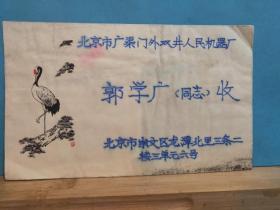 北京市广渠门外双井人民机器厂
郭学广（同志）收
北京市崇文区龙潭北里三条二
楼三单元六号